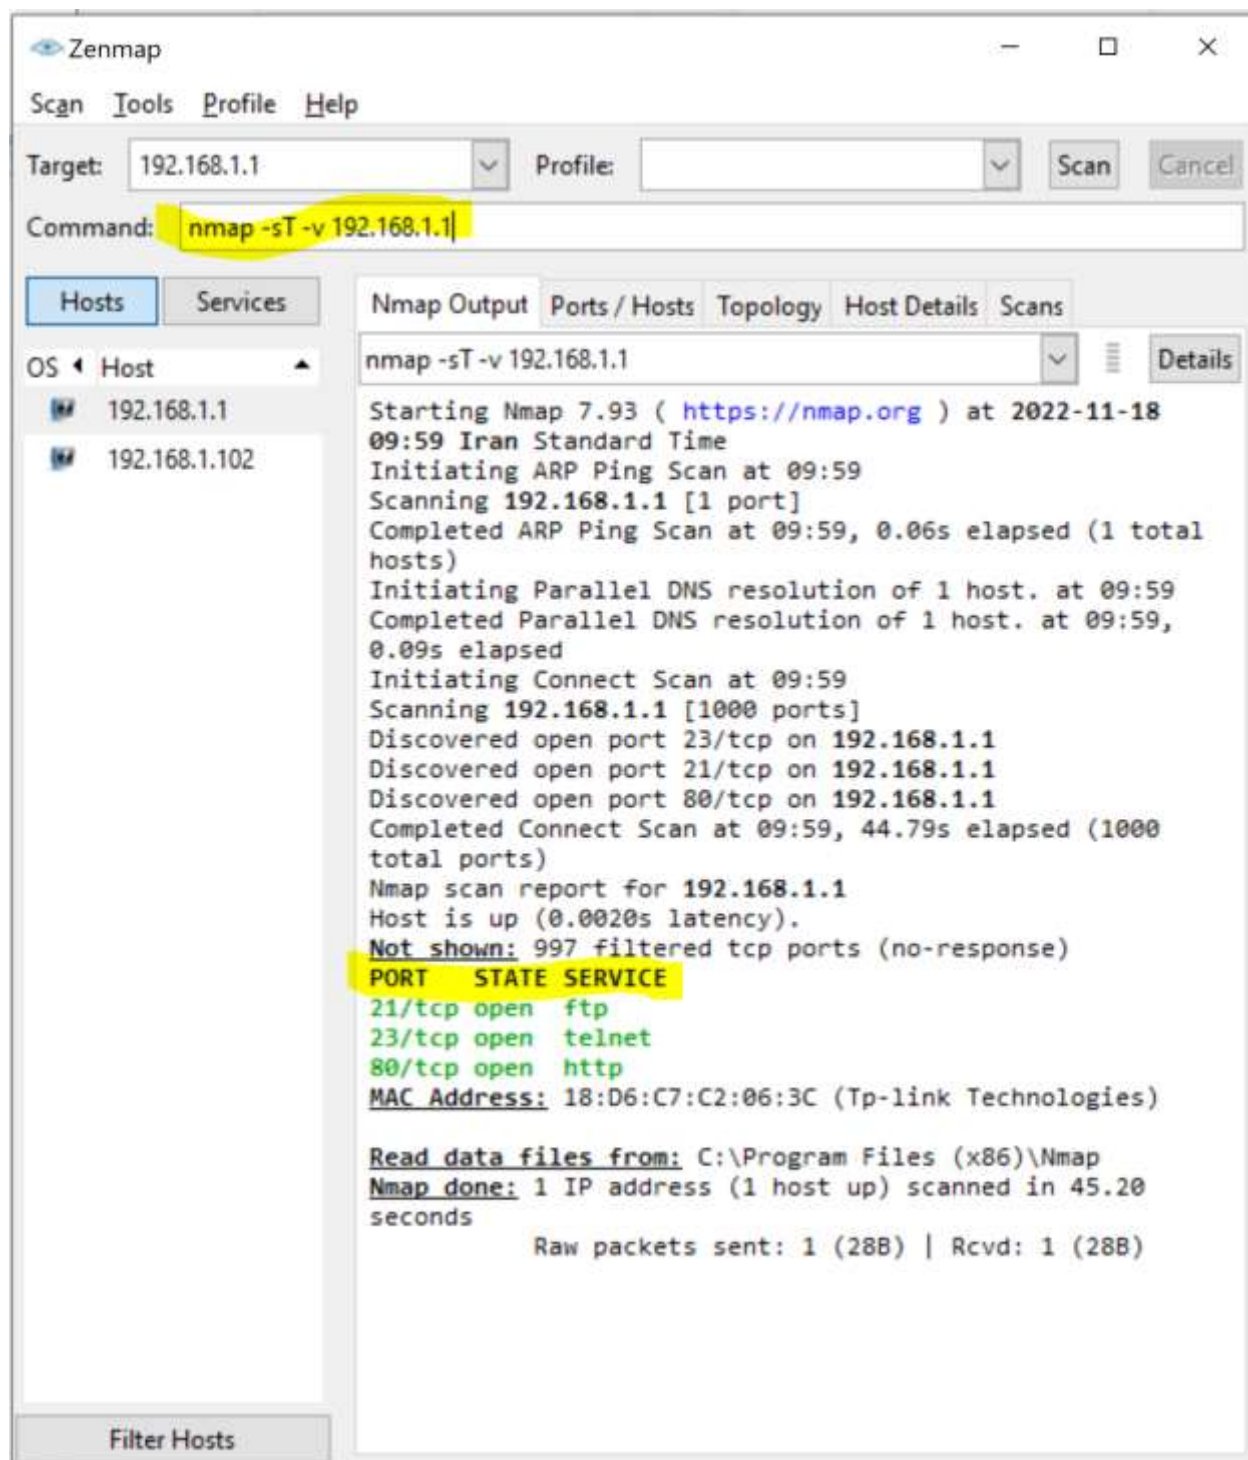 Zenmap
Scan Tools Profile Help
Target: 192.168.1.1 Profile: Scan Cancel
Command: nmap -sT -v 192.168.1.1
Hosts Services
Nmap Output Ports / Hosts Topology Host Details Scans
OS Host
192.168.1.1
192.168.1.102
nmap -sT -v 192.168.1.1 Details
Starting Nmap 7.93 ( https://nmap.org ) at 2022-11-18
09:59 Iran Standard Time
Initiating ARP Ping Scan at 09:59
Scanning 192.168.1.1 [1 port]
Completed ARP Ping Scan at 09:59, 0.06s elapsed (1 total
hosts)
Initiating Parallel DNS resolution of 1 host. at 09:59
Completed Parallel DNS resolution of 1 host. at 09:59,
0.09s elapsed
Initiating Connect Scan at 09:59
Scanning 192.168.1.1 [1000 ports]
Discovered open port 23/tcp on 192.168.1.1
Discovered open port 21/tcp on 192.168.1.1
Discovered open port 80/tcp on 192.168.1.1
Completed Connect Scan at 09:59, 44.79s elapsed (1000
total ports)
Nmap scan report for 192.168.1.1
Host is up (0.0020s latency).
Not shown: 997 filtered tcp ports (no-response)
PORT STATE SERVICE
21/tcp open ftp
23/tcp open telnet
80/tcp open http
MAC Address: 18:D6:C7:C2:06:3C (Tp-link Technologies)
Read data files from: C:\Program Files (x86)\Nmap
Nmap done: 1 IP address (1 host up) scanned in 45.20
seconds
Raw packets sent: 1 (28B) | Rcvd: 1 (28B)
Filter Hosts